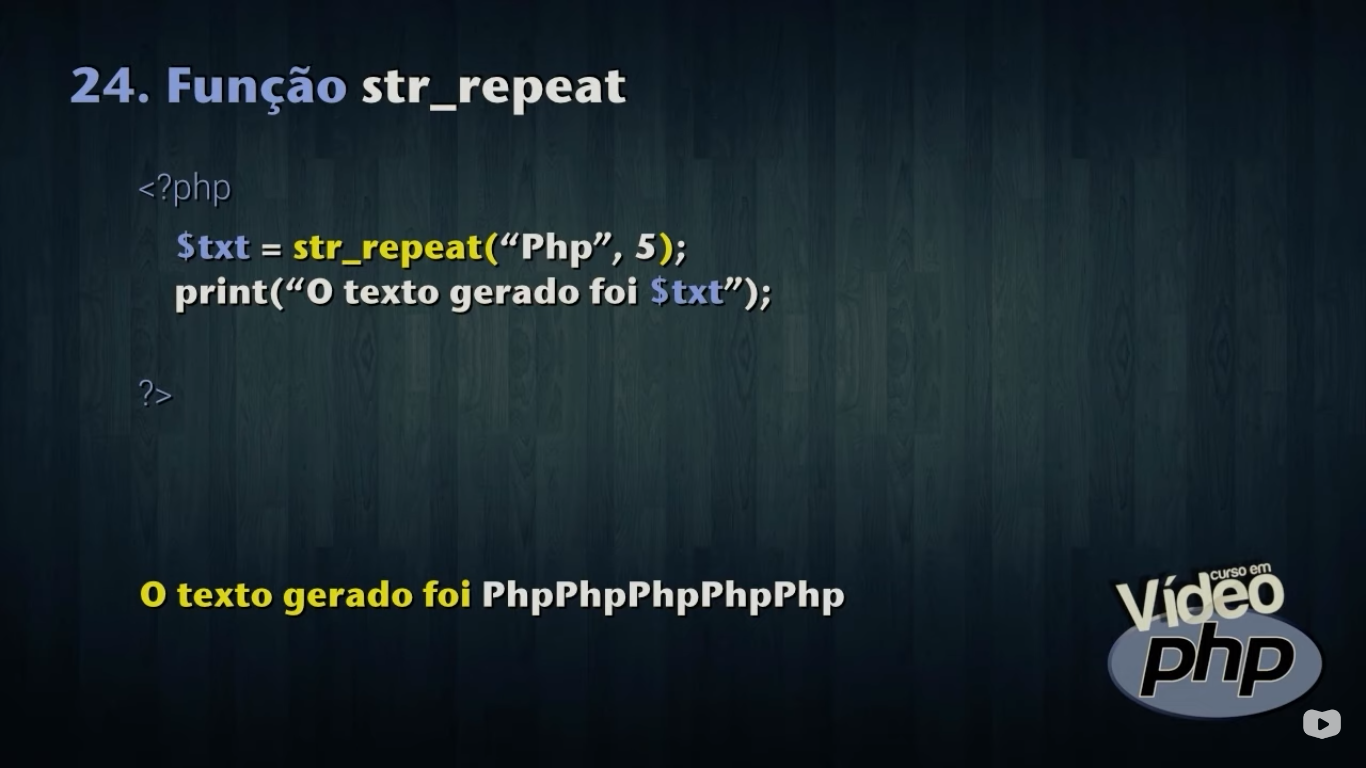 24. Função str_repeat
<?php
$txt = str_repeat(“Php”, 5);
print(“O texto gerado foi $txt”);
?>
O texto gerado foi PhpPhpPhpPhpPhp
curso em
Vídeo
php